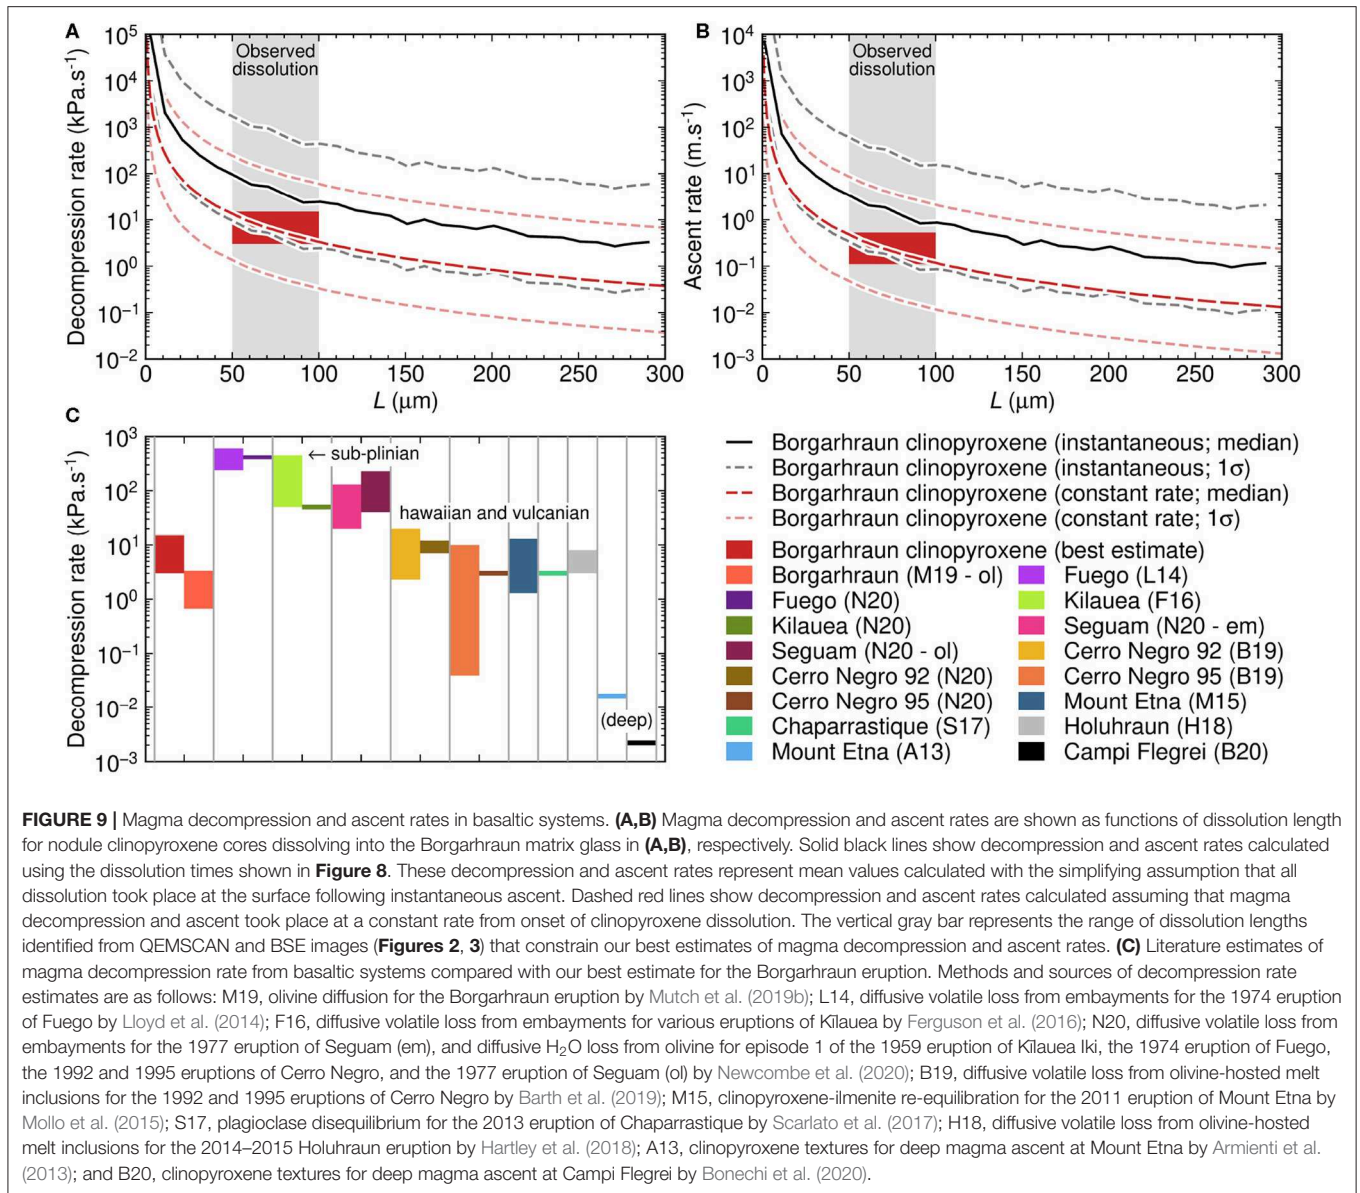 A
Decompression rate (kPa.s⁻¹)
10⁵
10⁴
10³
10²
10¹
10⁰
10⁻¹
10⁻²
Observed
dissolution
0 50 100 150 200 250 300
L (μm)
B
Ascent rate (m.s⁻¹)
10⁴
10³
10²
10¹
10⁰
10⁻¹
10⁻²
10⁻³
Observed
dissolution
0 50 100 150 200 250 300
L (μm)
C
Decompression rate (kPa.s⁻¹)
10³
10²
10¹
10⁰
10⁻¹
10⁻²
10⁻³
← sub-plinian
hawaiian and vulcanian
(deep)
Borgarhraun clinopyroxene (instantaneous; median)
Borgarhraun clinopyroxene (instantaneous; 1σ)
Borgarhraun clinopyroxene (constant rate; median)
Borgarhraun clinopyroxene (constant rate; 1σ)
Borgarhraun clinopyroxene (best estimate)
Borgarhraun (M19 - ol) Fuego (L14)
Fuego (N20) Kilauea (F16)
Kilauea (N20) Seguam (N20 - em)
Seguam (N20 - ol) Cerro Negro 92 (B19)
Cerro Negro 92 (N20) Cerro Negro 95 (B19)
Cerro Negro 95 (N20) Mount Etna (M15)
Chaparrastique (S17) Holuhraun (H18)
Mount Etna (A13) Campi Flegrei (B20)
FIGURE 9 | Magma decompression and ascent rates in basaltic systems. (A,B) Magma decompression and ascent rates are shown as functions of dissolution length
for nodule clinopyroxene cores dissolving into the Borgarhraun matrix glass in (A,B), respectively. Solid black lines show decompression and ascent rates calculated
using the dissolution times shown in Figure 8. These decompression and ascent rates represent mean values calculated with the simplifying assumption that all
dissolution took place at the surface following instantaneous ascent. Dashed red lines show decompression and ascent rates calculated assuming that magma
decompression and ascent took place at a constant rate from onset of clinopyroxene dissolution. The vertical gray bar represents the range of dissolution lengths
identified from QEMSCAN and BSE images (Figures 2, 3) that constrain our best estimates of magma decompression and ascent rates. (C) Literature estimates of
magma decompression rate from basaltic systems compared with our best estimate for the Borgarhraun eruption. Methods and sources of decompression rate
estimates are as follows: M19, olivine diffusion for the Borgarhraun eruption by Mutch et al. (2019b); L14, diffusive volatile loss from embayments for the 1974 eruption
of Fuego by Lloyd et al. (2014); F16, diffusive volatile loss from embayments for various eruptions of Kīlauea by Ferguson et al. (2016); N20, diffusive volatile loss from
embayments for the 1977 eruption of Seguam (em), and diffusive H₂O loss from olivine for episode 1 of the 1959 eruption of Kīlauea Iki, the 1974 eruption of Fuego,
the 1992 and 1995 eruptions of Cerro Negro, and the 1977 eruption of Seguam (ol) by Newcombe et al. (2020); B19, diffusive volatile loss from olivine-hosted melt
inclusions for the 1992 and 1995 eruptions of Cerro Negro by Barth et al. (2019); M15, clinopyroxene-ilmenite re-equilibration for the 2011 eruption of Mount Etna by
Mollo et al. (2015); S17, plagioclase disequilibrium for the 2013 eruption of Chaparrastique by Scarlato et al. (2017); H18, diffusive volatile loss from olivine-hosted
melt inclusions for the 2014–2015 Holuhraun eruption by Hartley et al. (2018); A13, clinopyroxene textures for deep magma ascent at Mount Etna by Armienti et al.
(2013); and B20, clinopyroxene textures for deep magma ascent at Campi Flegrei by Bonechi et al. (2020).